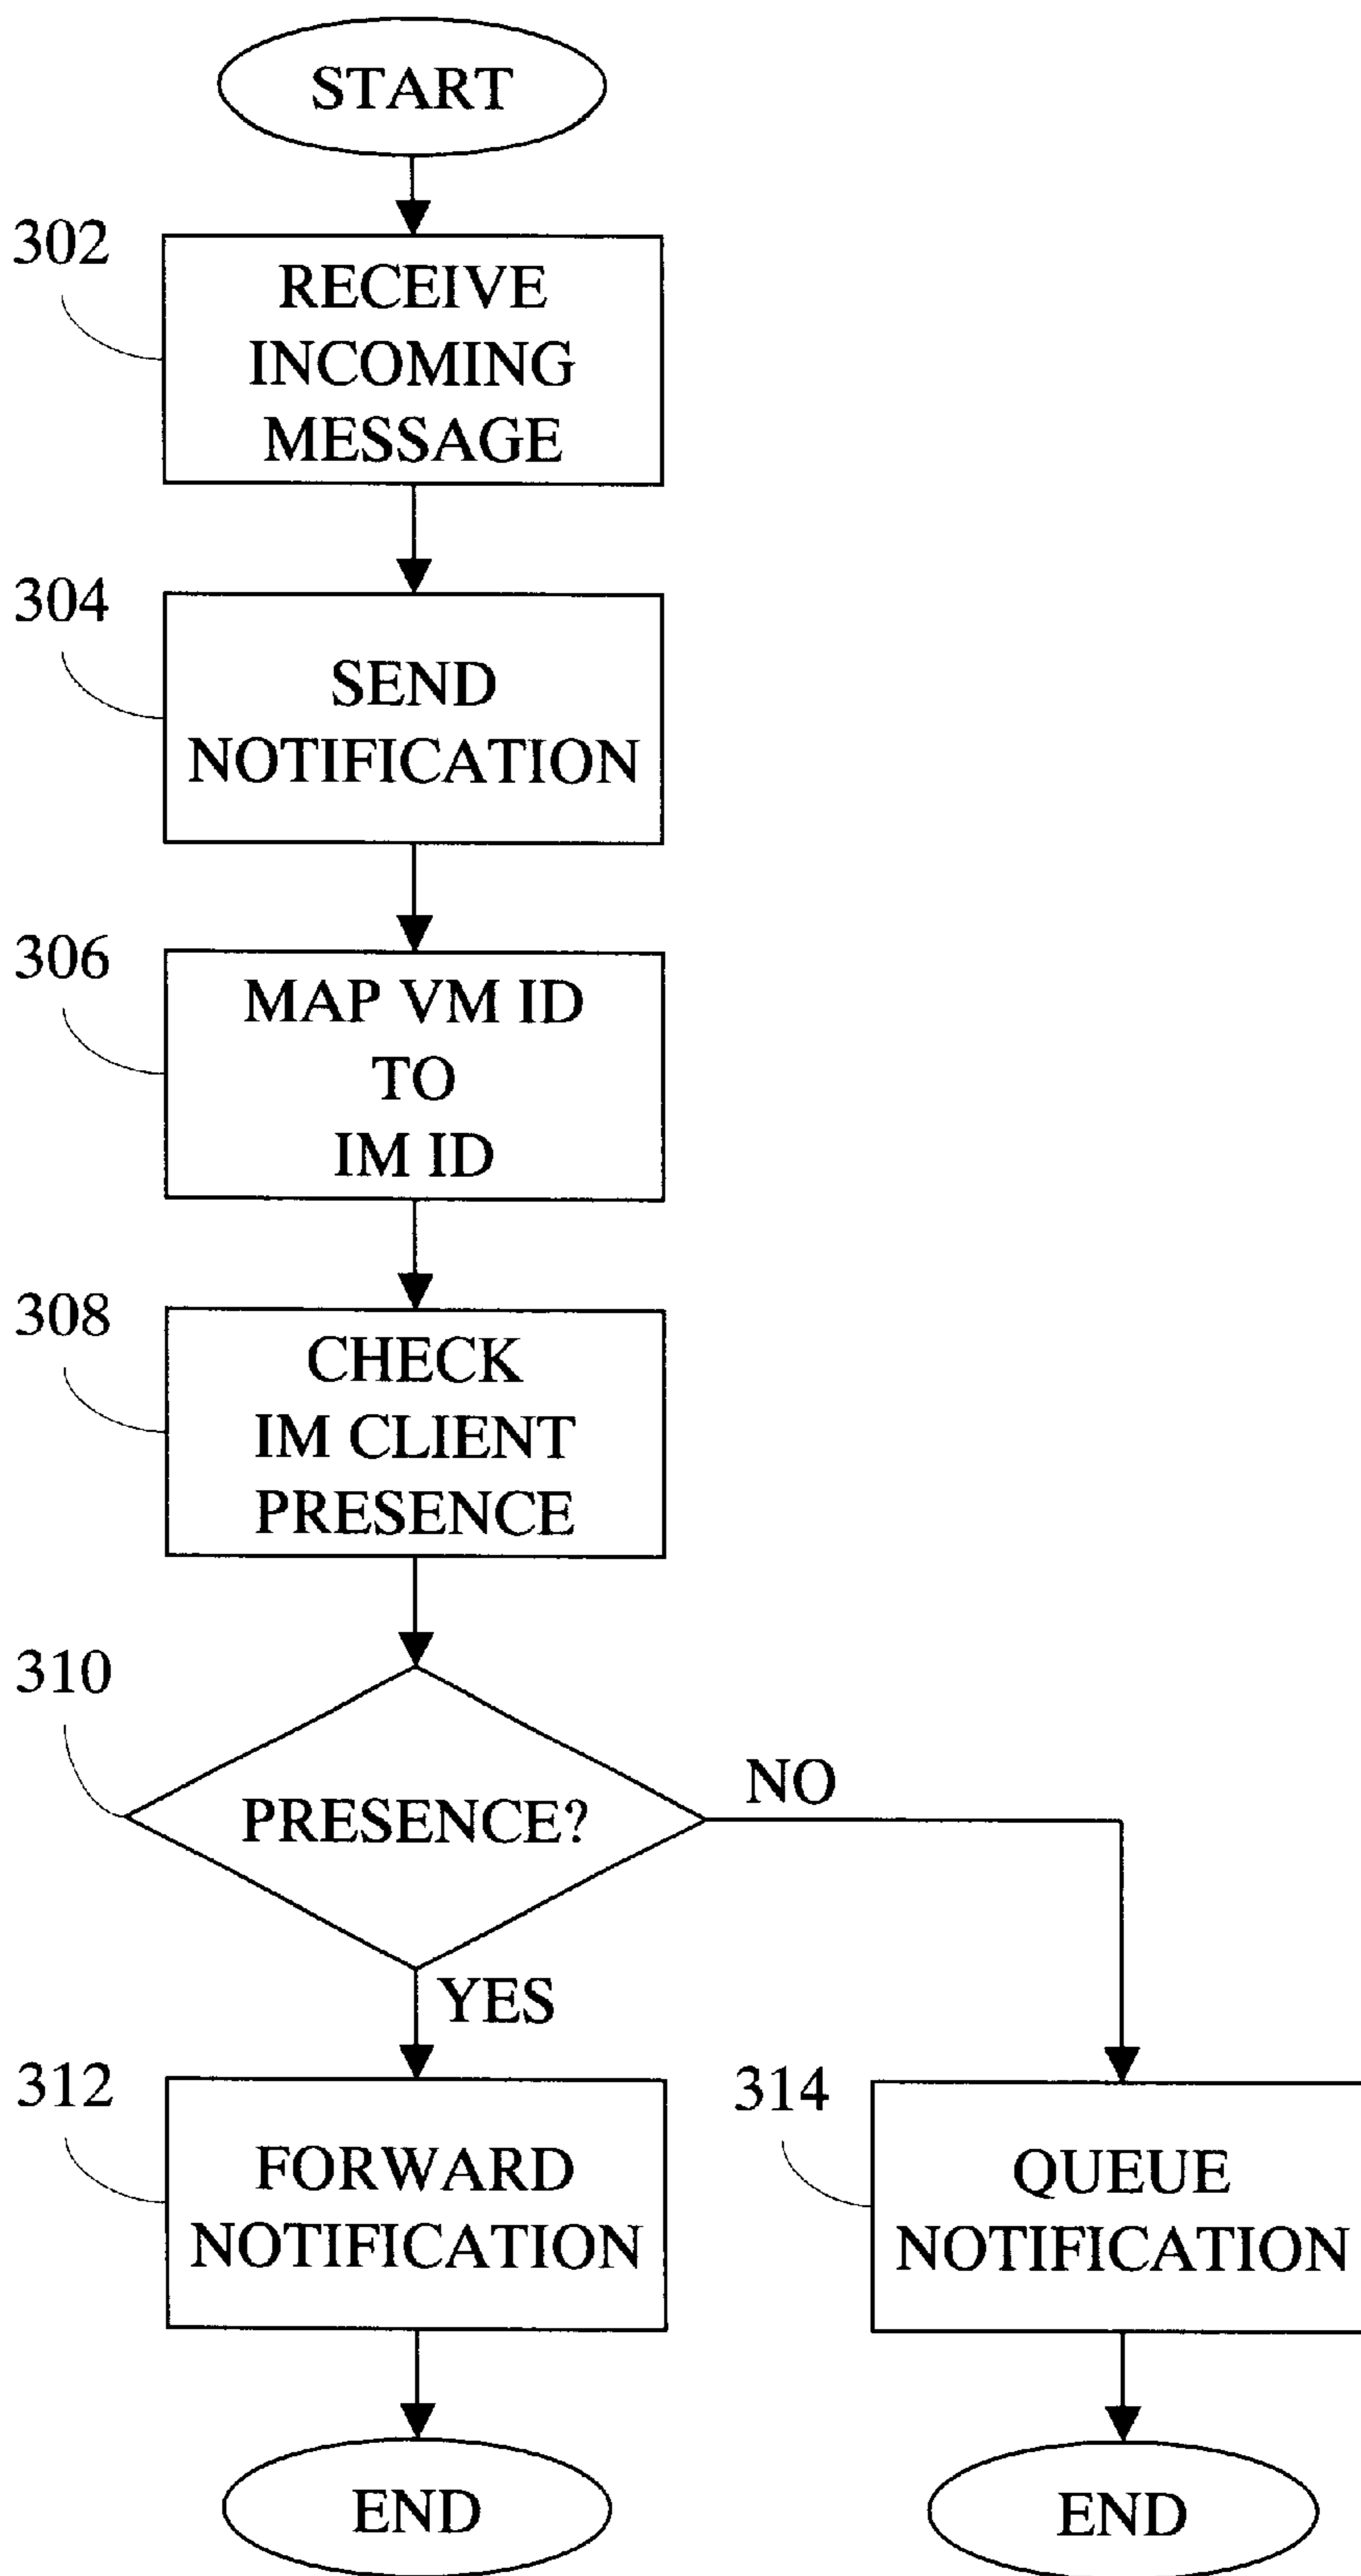 START
302
RECEIVE
INCOMING
MESSAGE
304
SEND
NOTIFICATION
306
MAP VM ID
TO
IM ID
308
CHECK
IM CLIENT
PRESENCE
310
PRESENCE?
NO
YES
312
FORWARD
NOTIFICATION
314
QUEUE
NOTIFICATION
END
END